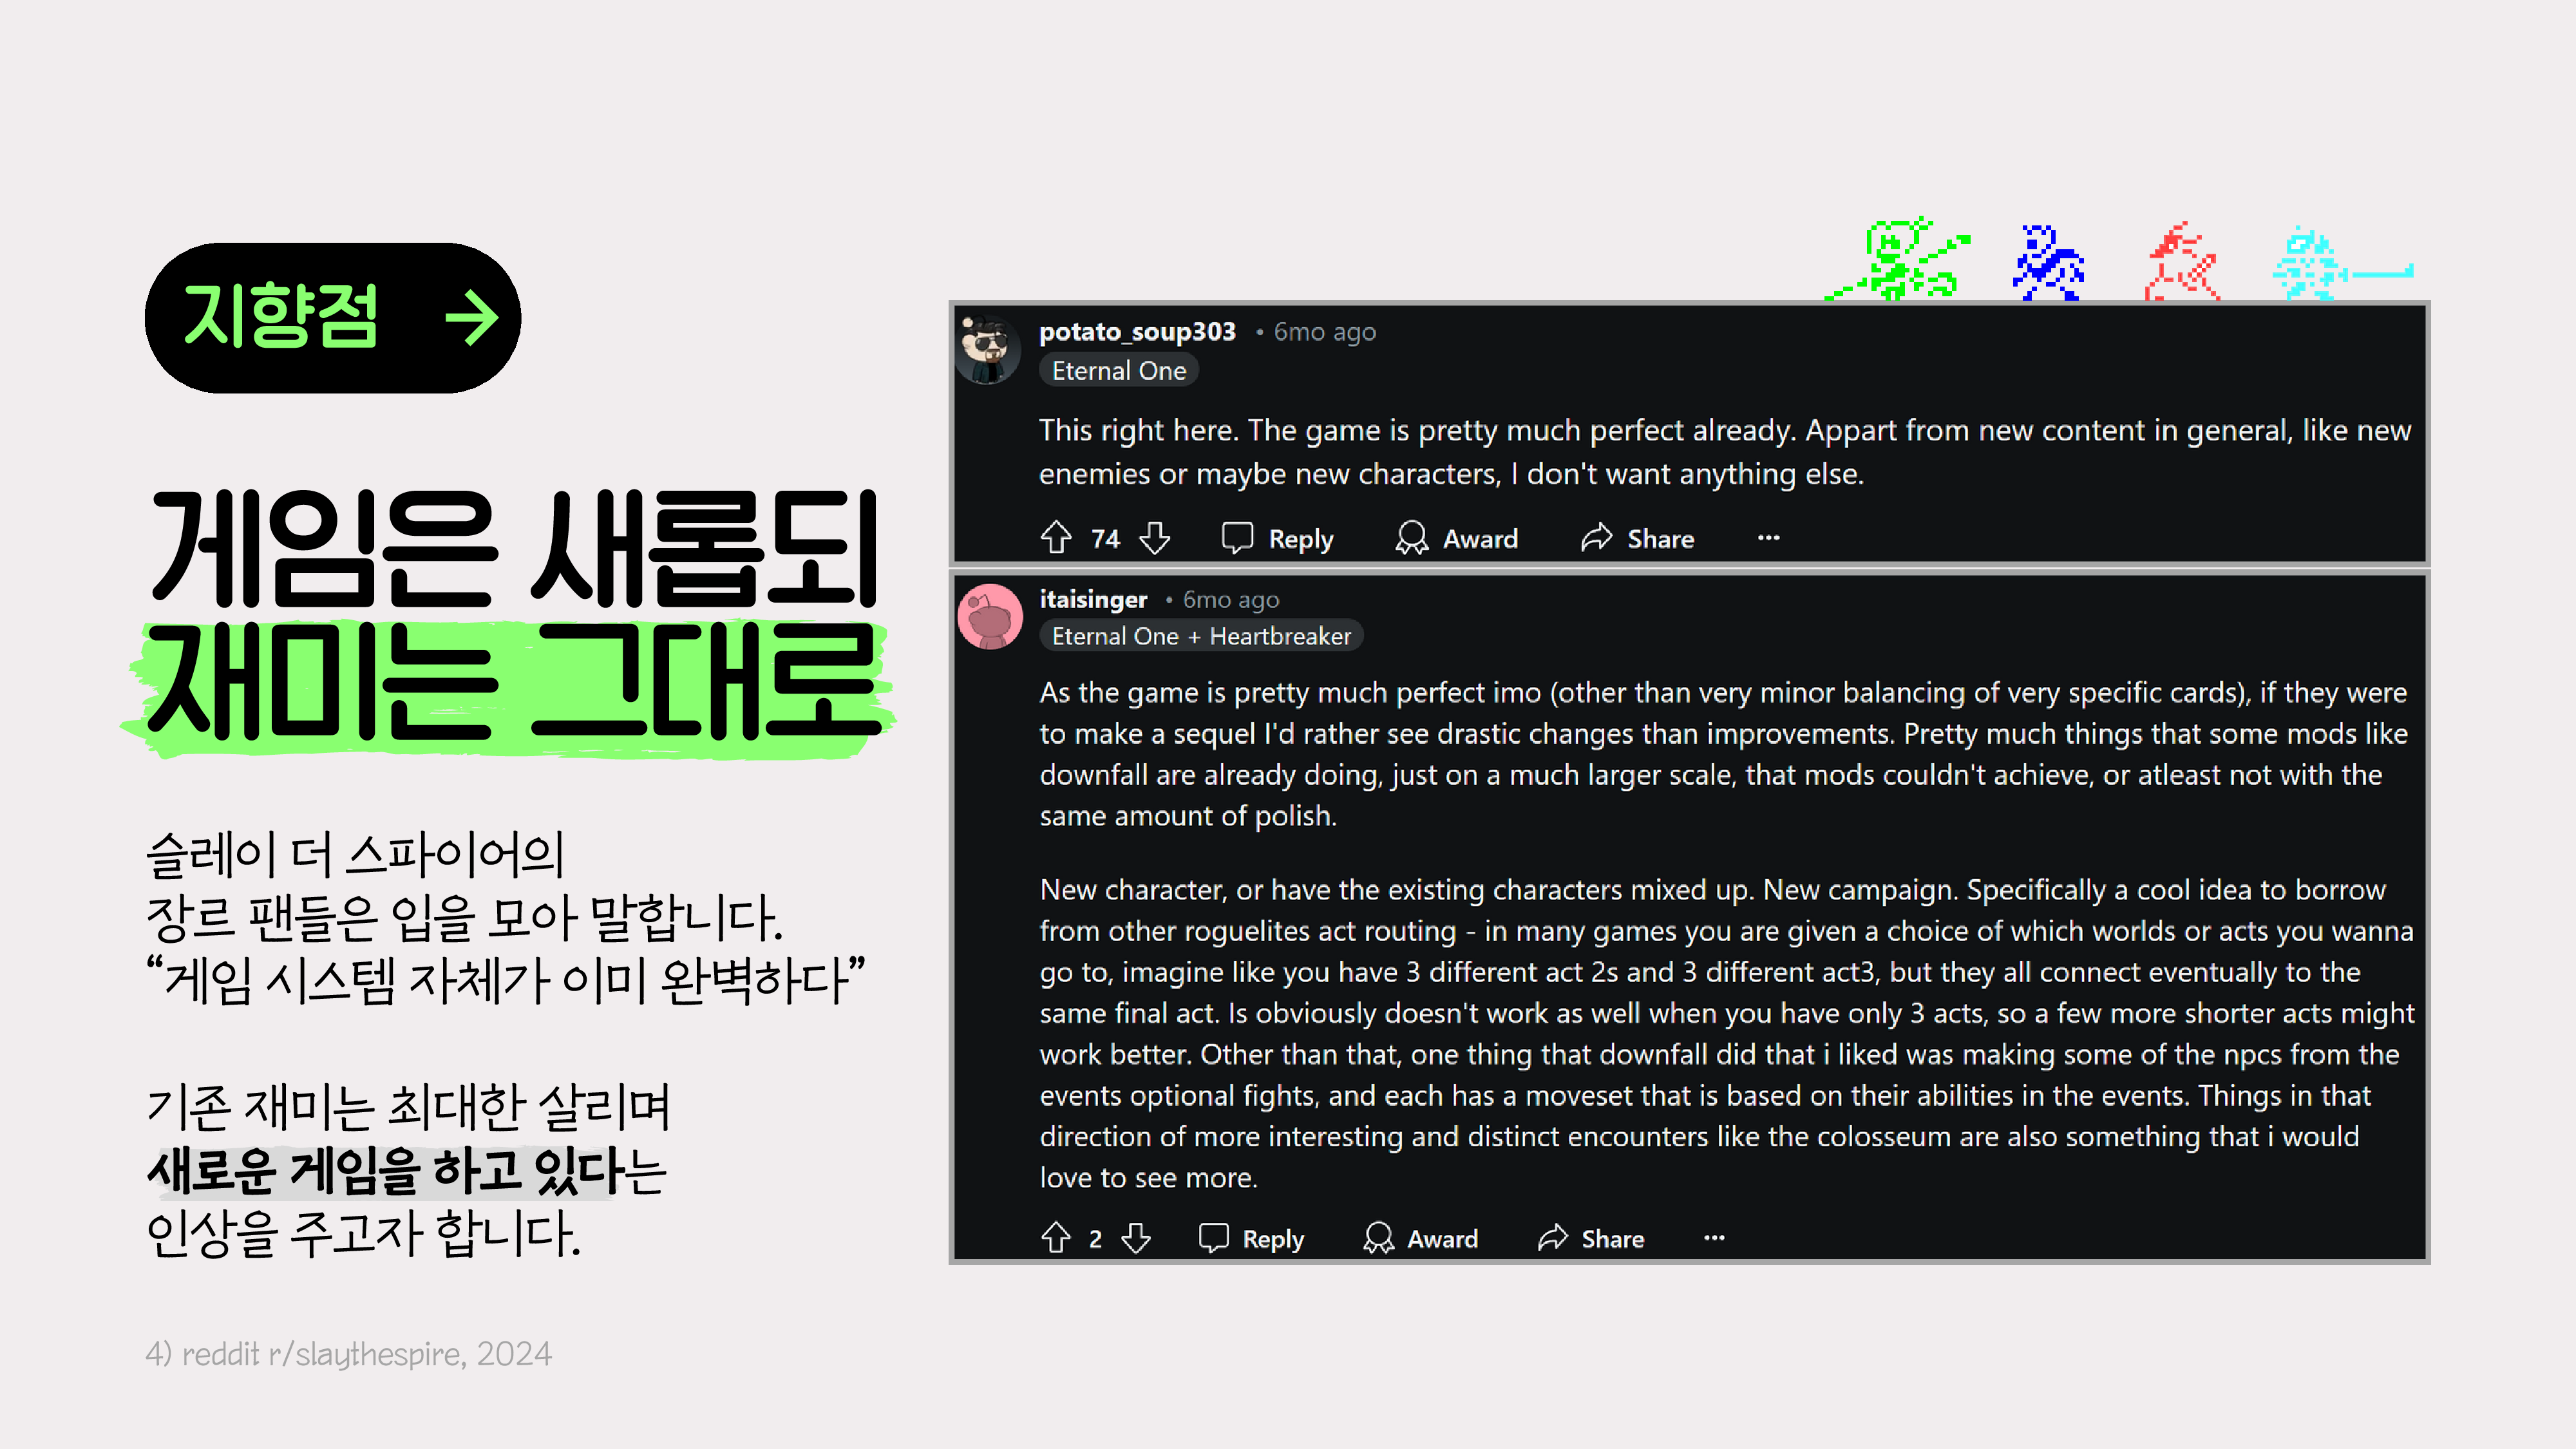 지향점 →
게임은 새롭되
재미는 그대로
슬레이 더 스파이어의
장르 팬들은 입을 모아 말합니다.
“게임 시스템 자체가 이미 완벽하다”
기존 재미는 최대한 살리며
새로운 게임을 하고 있다는
인상을 주고자 합니다.
4) reddit r/slaythespire, 2024
potato_soup303 • 6mo ago
Eternal One
This right here. The game is pretty much perfect already. Appart from new content in general, like new
enemies or maybe new characters, I don't want anything else.
74 Reply Award Share ···
itaisinger • 6mo ago
Eternal One + Heartbreaker
As the game is pretty much perfect imo (other than very minor balancing of very specific cards), if they were
to make a sequel I'd rather see drastic changes than improvements. Pretty much things that some mods like
downfall are already doing, just on a much larger scale, that mods couldn't achieve, or atleast not with the
same amount of polish.
New character, or have the existing characters mixed up. New campaign. Specifically a cool idea to borrow
from other roguelites act routing - in many games you are given a choice of which worlds or acts you wanna
go to, imagine like you have 3 different act 2s and 3 different act3, but they all connect eventually to the
same final act. Is obviously doesn't work as well when you have only 3 acts, so a few more shorter acts might
work better. Other than that, one thing that downfall did that i liked was making some of the npcs from the
events optional fights, and each has a moveset that is based on their abilities in the events. Things in that
direction of more interesting and distinct encounters like the colosseum are also something that i would
love to see more.
2 Reply Award Share ···